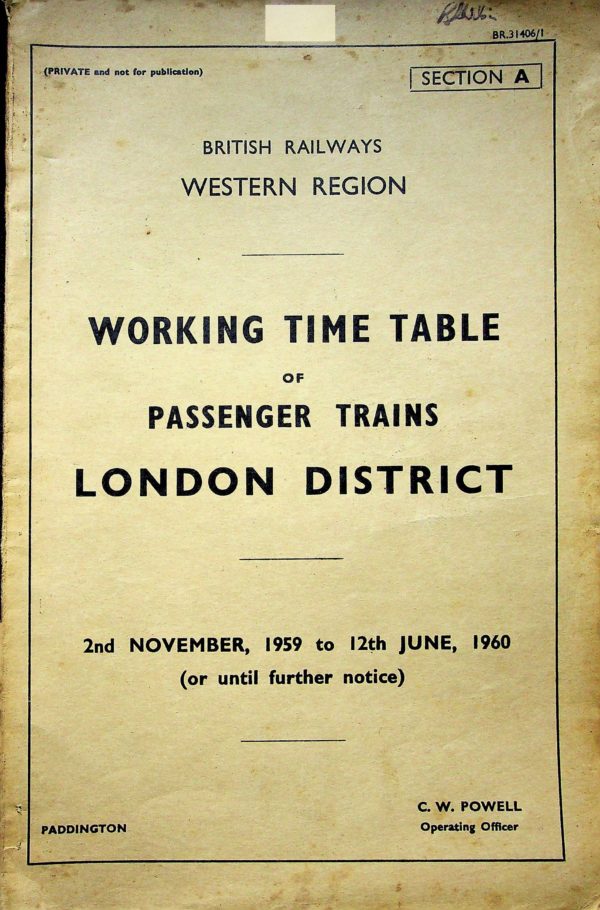 BR.31406/1
(PRIVATE and not for publication)
SECTION A
BRITISH RAILWAYS
WESTERN REGION
WORKING TIME TABLE
OF
PASSENGER TRAINS
LONDON DISTRICT
2nd NOVEMBER, 1959 to 12th JUNE, 1960
(or until further notice)
C. W. POWELL
PADDINGTON
Operating Officer